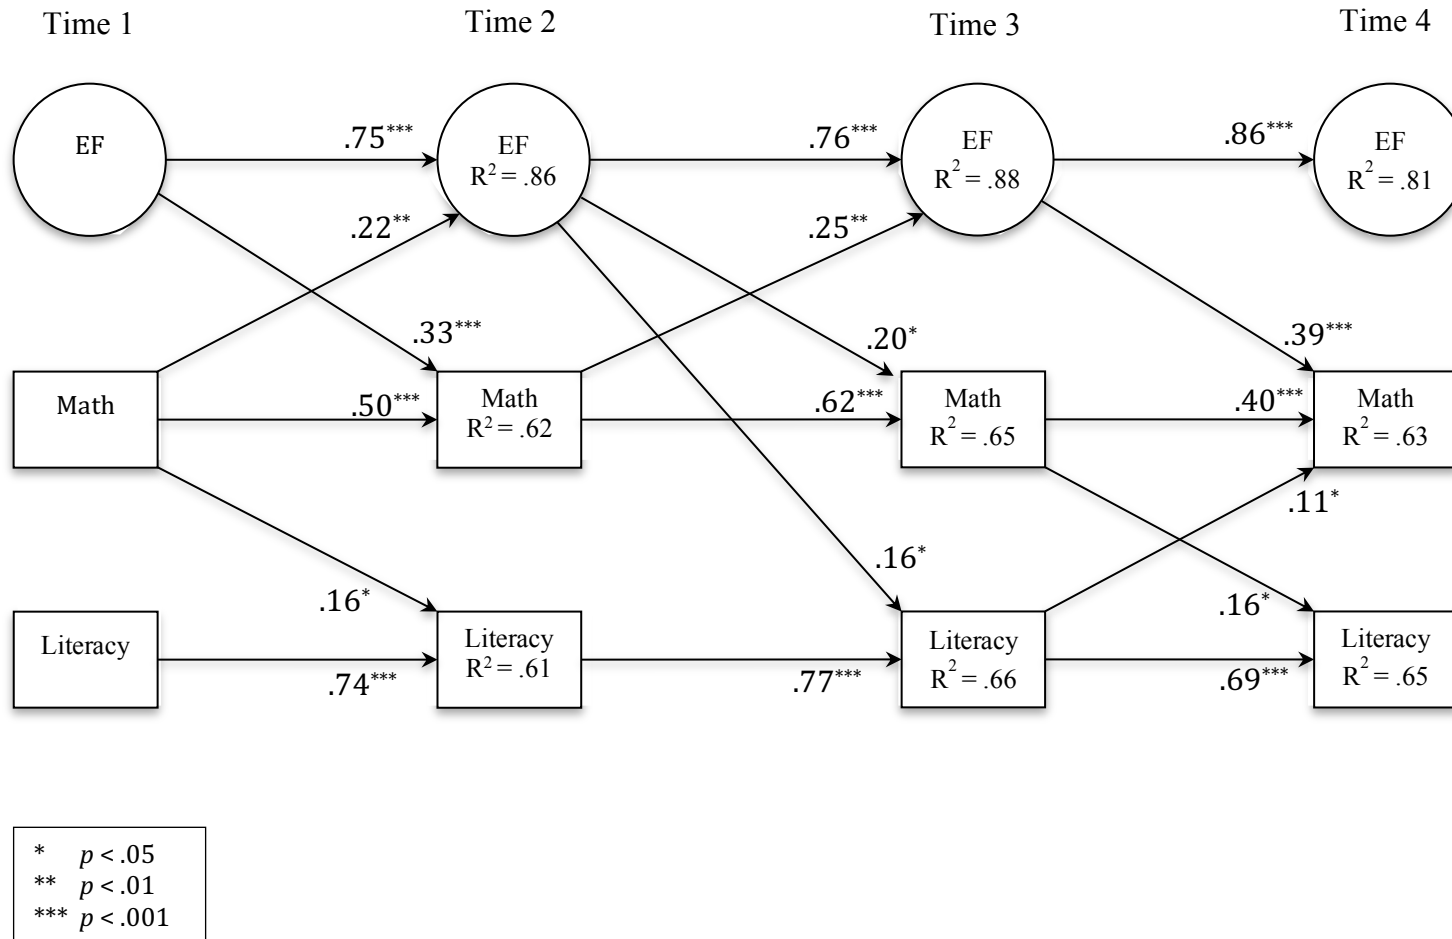 Time 1 Time 2 Time 3 Time 4
EF
EF
R² = .86
EF
R² = .88
EF
R² = .81
.75***
.76***
.86***
.22**
.25**
.33***
.20*
.39***
Math
Math
R² = .62
Math
R² = .65
Math
R² = .63
.50***
.62***
.40***
.11*
.16*
.16*
.16*
Literacy
Literacy
R² = .61
Literacy
R² = .66
Literacy
R² = .65
.74***
.77***
.69***
* p < .05
** p < .01
*** p < .001